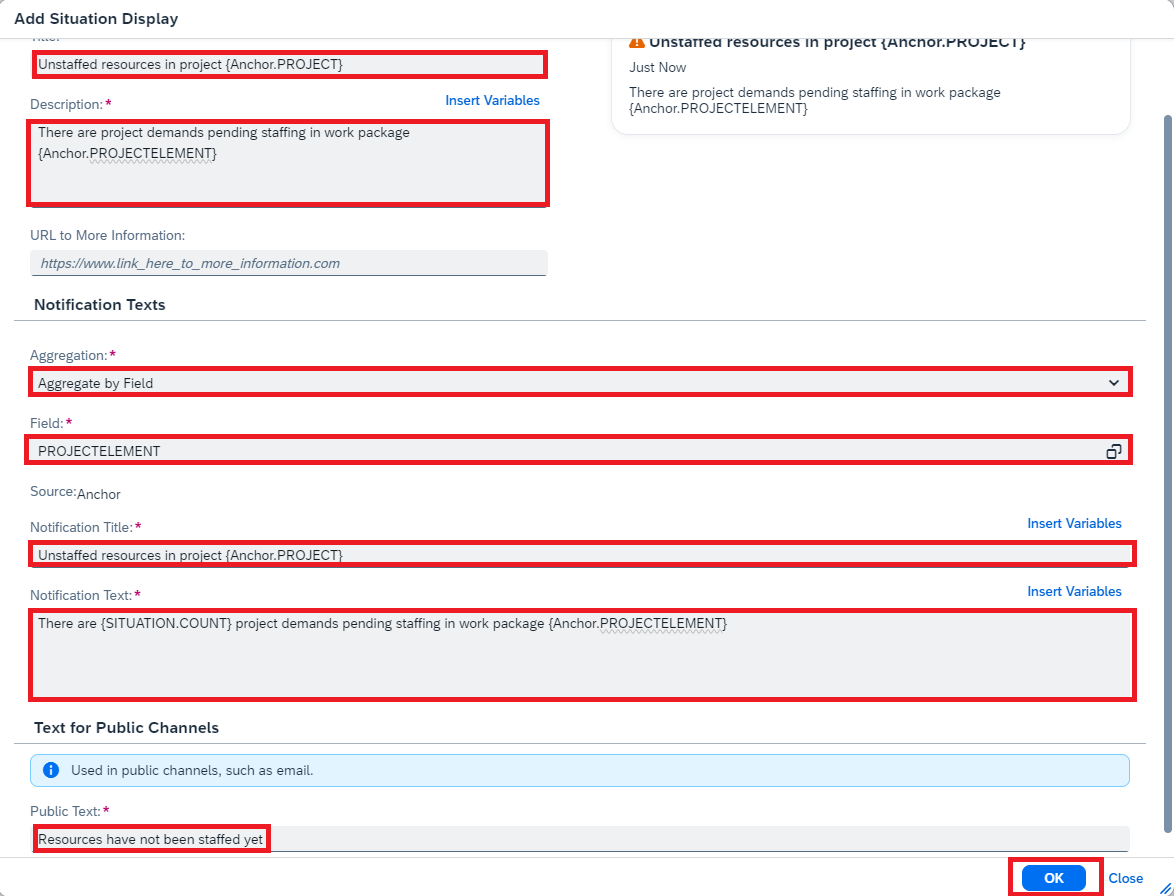 Add Situation Display
Title:
Unstaffed resources in project {Anchor.PROJECT}
Description:*
Insert Variables
There are project demands pending staffing in work package
{Anchor.PROJECTELEMENT}
URL to More Information:
https://www.link_here_to_more_information.com
Unstaffed resources in project {Anchor.PROJECT}
Just Now
There are project demands pending staffing in work package
{Anchor.PROJECTELEMENT}
Notification Texts
Aggregation:*
Aggregate by Field
Field:*
PROJECTELEMENT
Source:Anchor
Notification Title:*
Insert Variables
Unstaffed resources in project {Anchor.PROJECT}
Notification Text:*
Insert Variables
There are {SITUATION.COUNT} project demands pending staffing in work package {Anchor.PROJECTELEMENT}
Text for Public Channels
Used in public channels, such as email.
Public Text:*
Resources have not been staffed yet
OK
Close